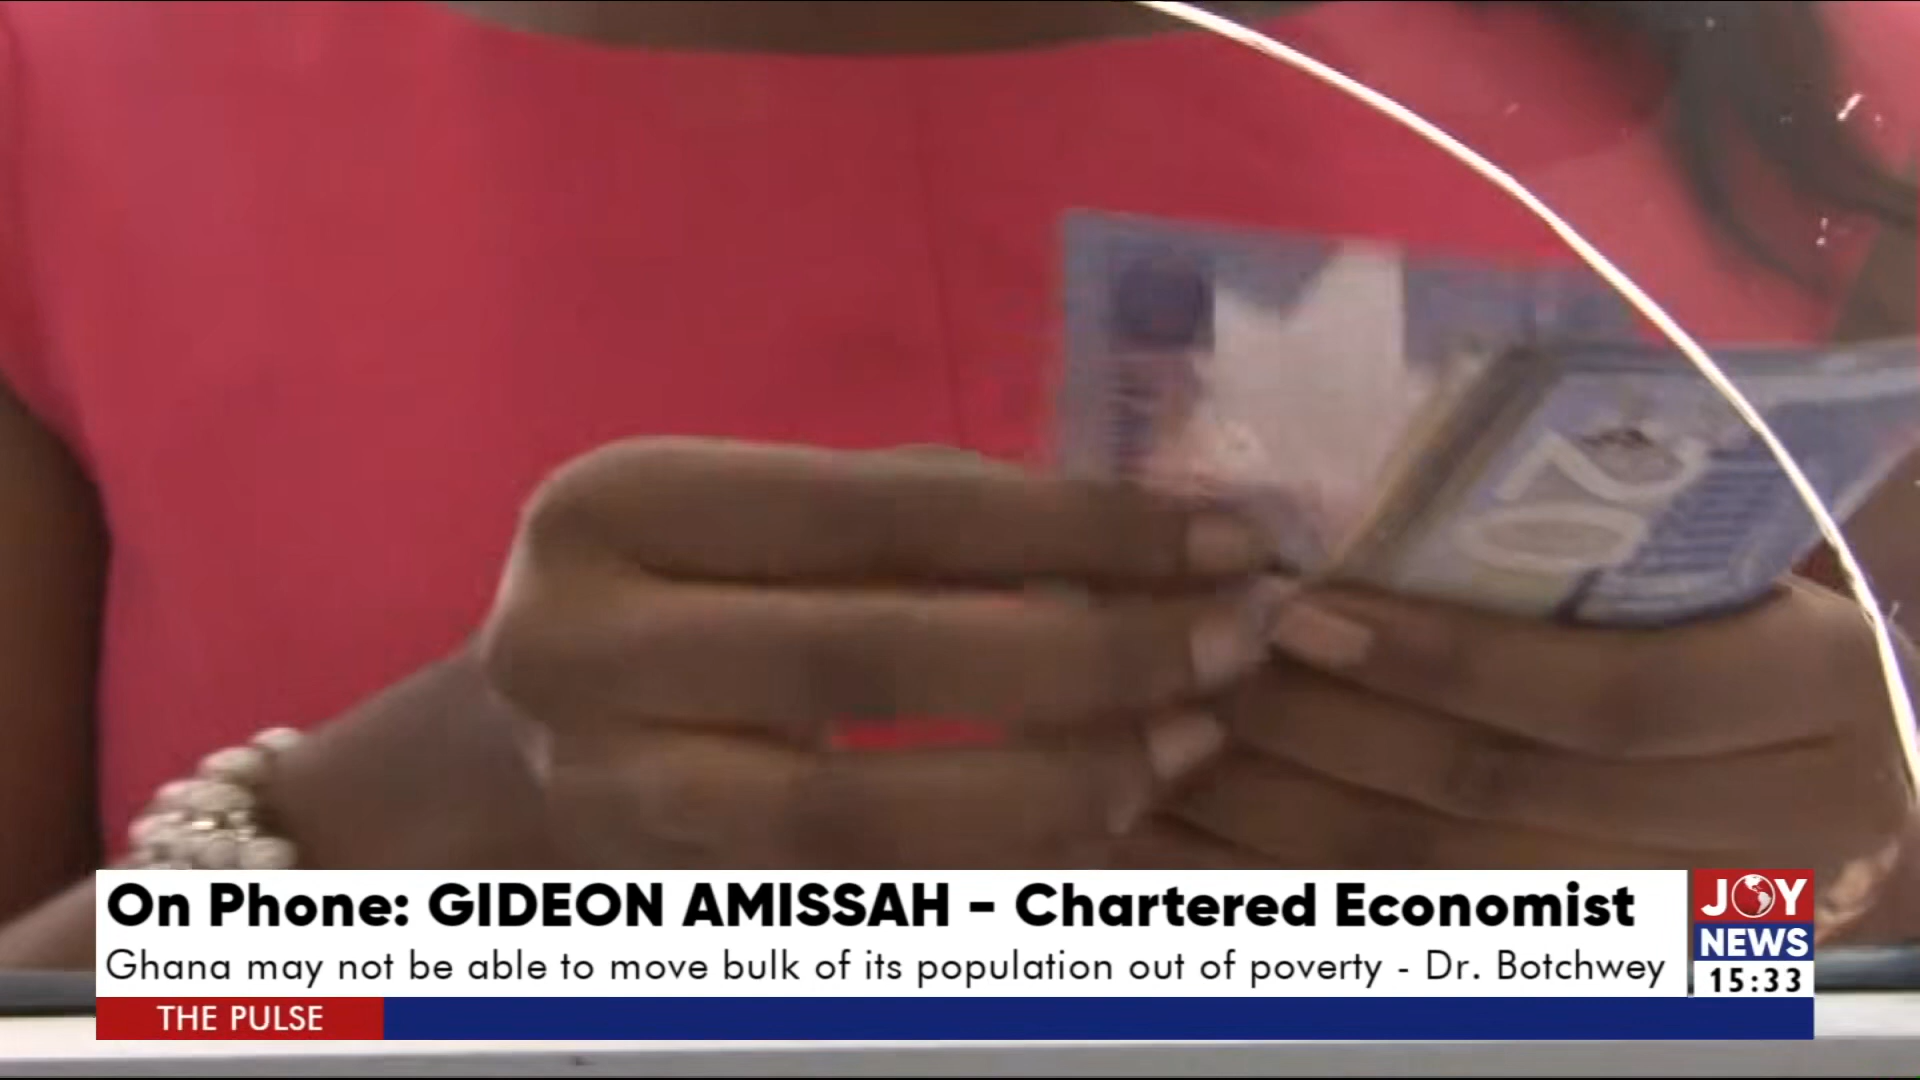 20
On Phone: GIDEON AMISSAH - Chartered Economist
Ghana may not be able to move bulk of its population out of poverty - Dr. Botchwey
JOY
NEWS
15:33
THE PULSE